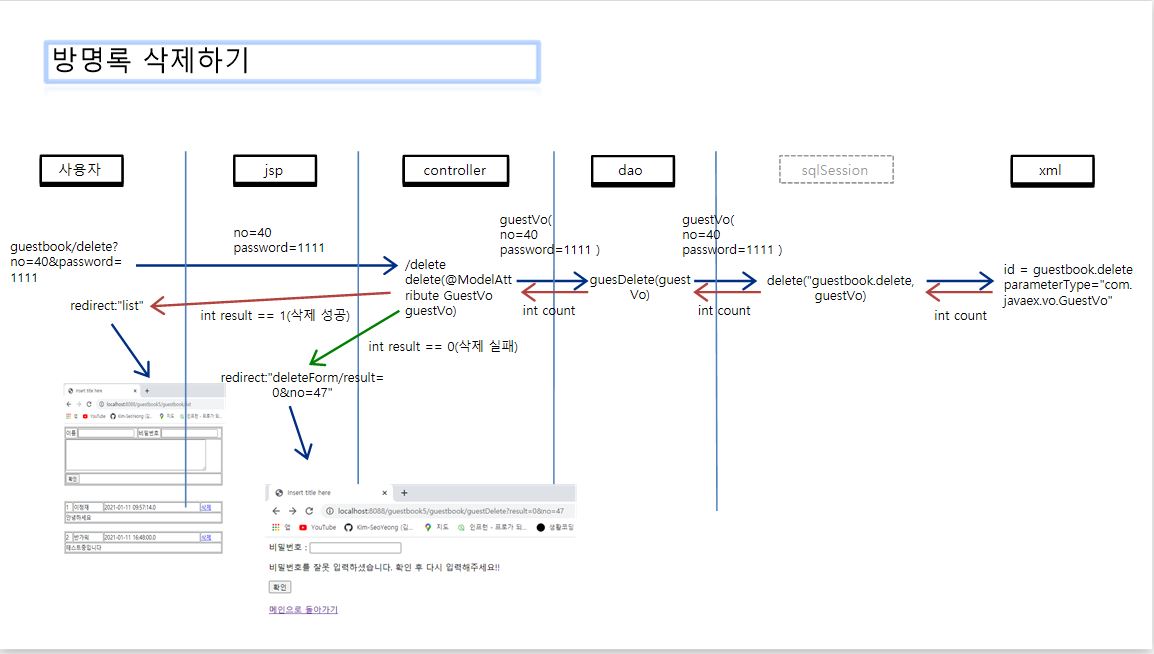 방명록 삭제하기
사용자
jsp
controller
dao
sqlSession
xml
guestbook/delete?
no=40&password=
1111
no=40
password=1111
guestVo(
no=40
password=1111 )
guestVo(
no=40
password=1111 )
/delete
delete(@ModelAtt
ribute GuestVo
guestVo)
guesDelete(guest
Vo)
delete("guestbook.delete,
guestVo)
id = guestbook.delete
parameterType="com.
javaex.vo.GuestVo"
redirect:"list"
int result == 1(삭제 성공)
int count
int count
int count
int result == 0(삭제 실패)
redirect:"deleteForm/result=
0&no=47"
Insert title here
localhost:8088/guestbook5/guestbook/list
앱 YouTube Kim-SeoYeong (김... 지도 인프런 - 프로가 되...
이름 비밀번호
확인
1 이정재 2021-01-11 09:57:14.0 삭제
안녕하세요
2 반가워 2021-01-11 16:48:00.0 삭제
테스트중입니다
Insert title here
localhost:8088/guestbook5/guestbook/guestDelete?result=0&no=47
앱 YouTube Kim-SeoYeong (김... 지도 인프런 - 프로가 되... 생활코딩
비밀번호 :
비밀번호를 잘못 입력하셨습니다. 확인 후 다시 입력해주세요!!
확인
메인으로 돌아가기